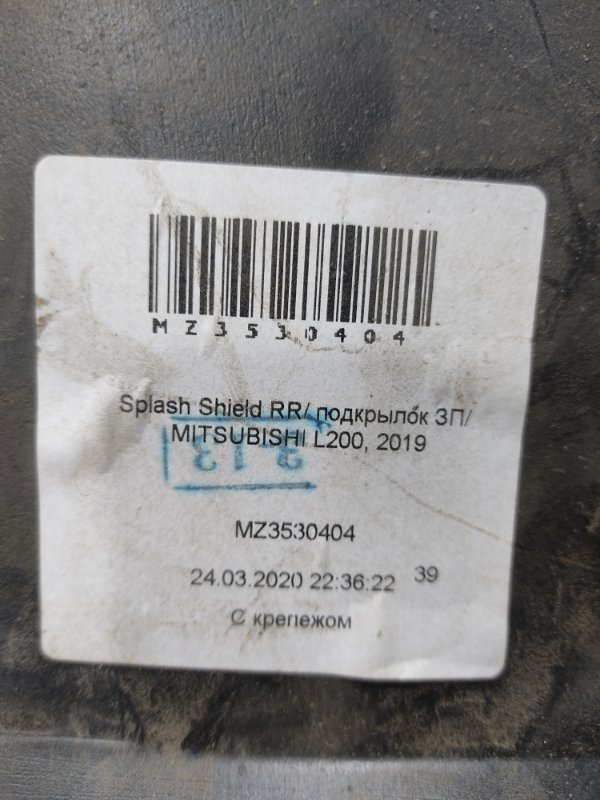 MZ3530404
Splash Shield RR/ подкрылок ЗП/
MITSUBISHI L200, 2019
MZ3530404
24.03.2020 22:36:22 39
С крепежом